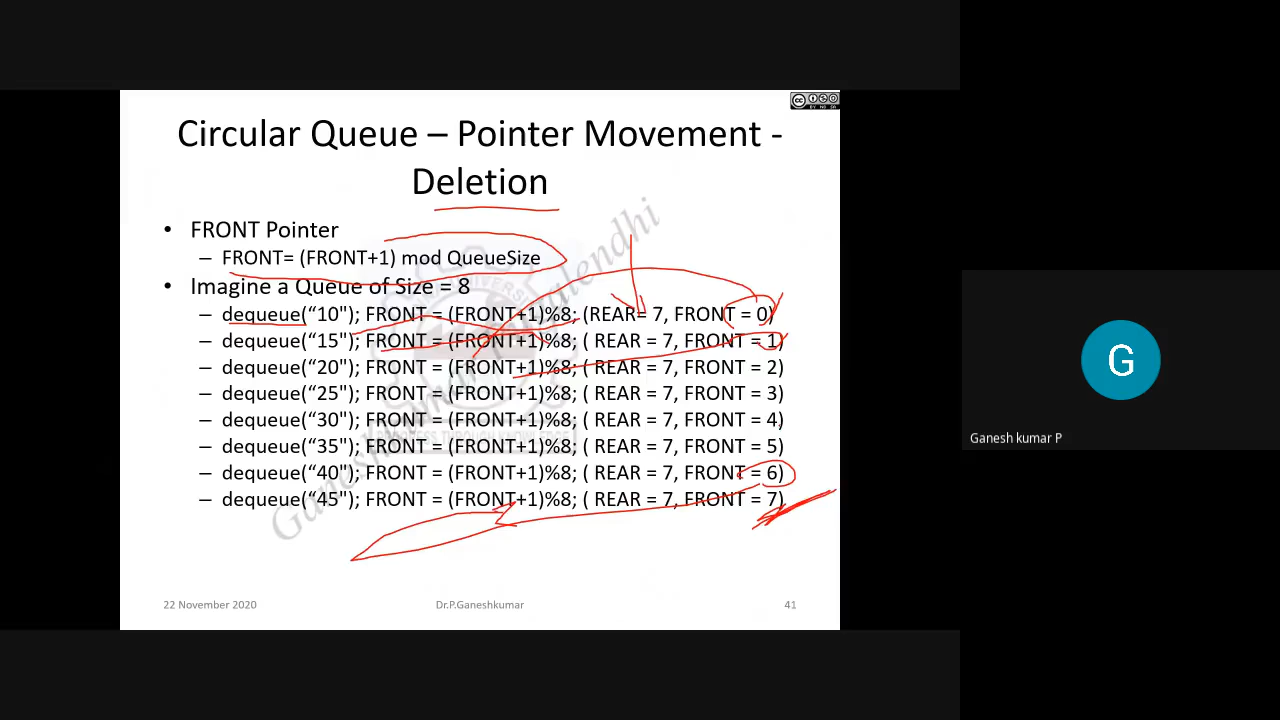 Circular Queue – Pointer Movement -
Deletion
• FRONT Pointer
– FRONT= (FRONT+1) mod QueueSize
• Imagine a Queue of Size = 8
– dequeue(“10"); FRONT = (FRONT+1)%8; (REAR= 7, FRONT = 0)
– dequeue(“15"); FRONT = (FRONT+1)%8; ( REAR = 7, FRONT = 1)
– dequeue(“20"); FRONT = (FRONT+1)%8; ( REAR = 7, FRONT = 2)
– dequeue(“25"); FRONT = (FRONT+1)%8; ( REAR = 7, FRONT = 3)
– dequeue(“30"); FRONT = (FRONT+1)%8; ( REAR = 7, FRONT = 4)
– dequeue(“35"); FRONT = (FRONT+1)%8; ( REAR = 7, FRONT = 5)
– dequeue(“40"); FRONT = (FRONT+1)%8; ( REAR = 7, FRONT = 6)
– dequeue(“45"); FRONT = (FRONT+1)%8; ( REAR = 7, FRONT = 7)
22 November 2020
Dr.P.Ganeshkumar
41
G
Ganesh kumar P